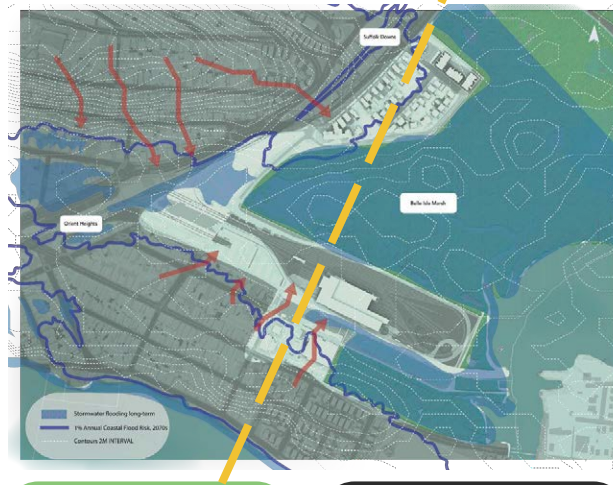 Suffolk Downs
Belle Isle Marsh
Orient Heights
Stormwater flooding long-term
1% Annual Coastal Flood Risk, 2070s
Contours 2M INTERVAL